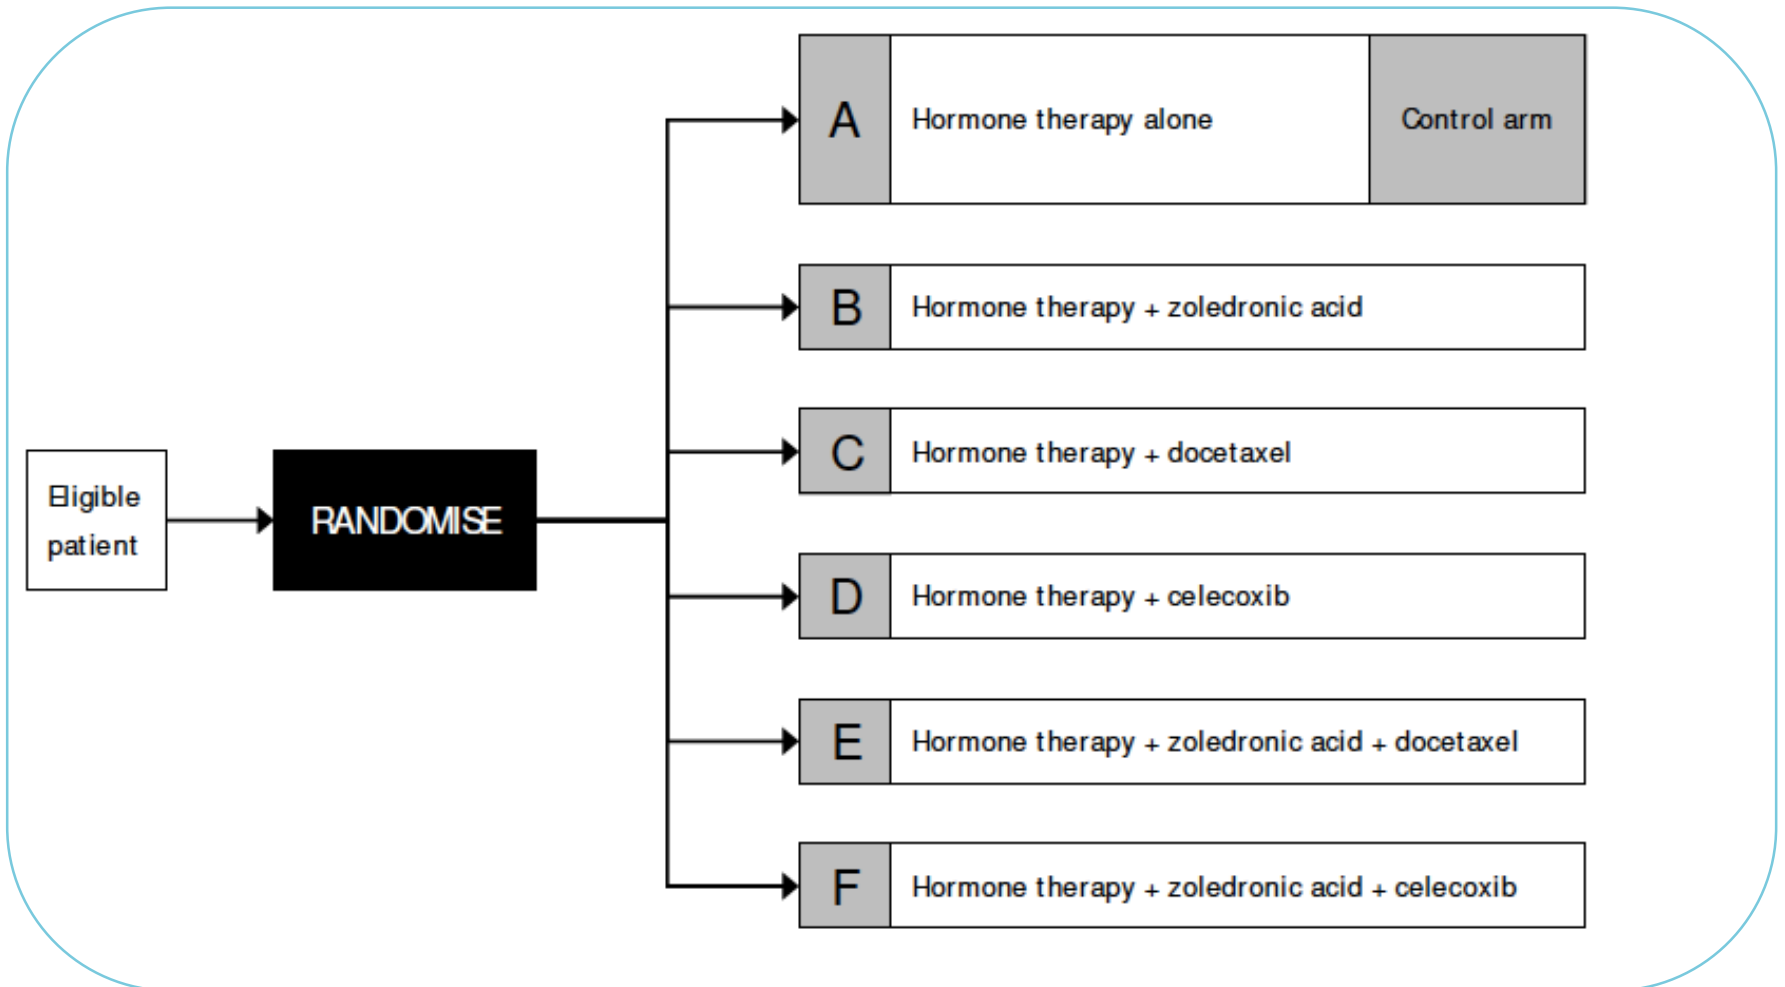 Eligible
patient
RANDOMISE
A
Hormone therapy alone
Control arm
B
Hormone therapy + zoledronic acid
C
Hormone therapy + docetaxel
D
Hormone therapy + celecoxib
E
Hormone therapy + zoledronic acid + docetaxel
F
Hormone therapy + zoledronic acid + celecoxib